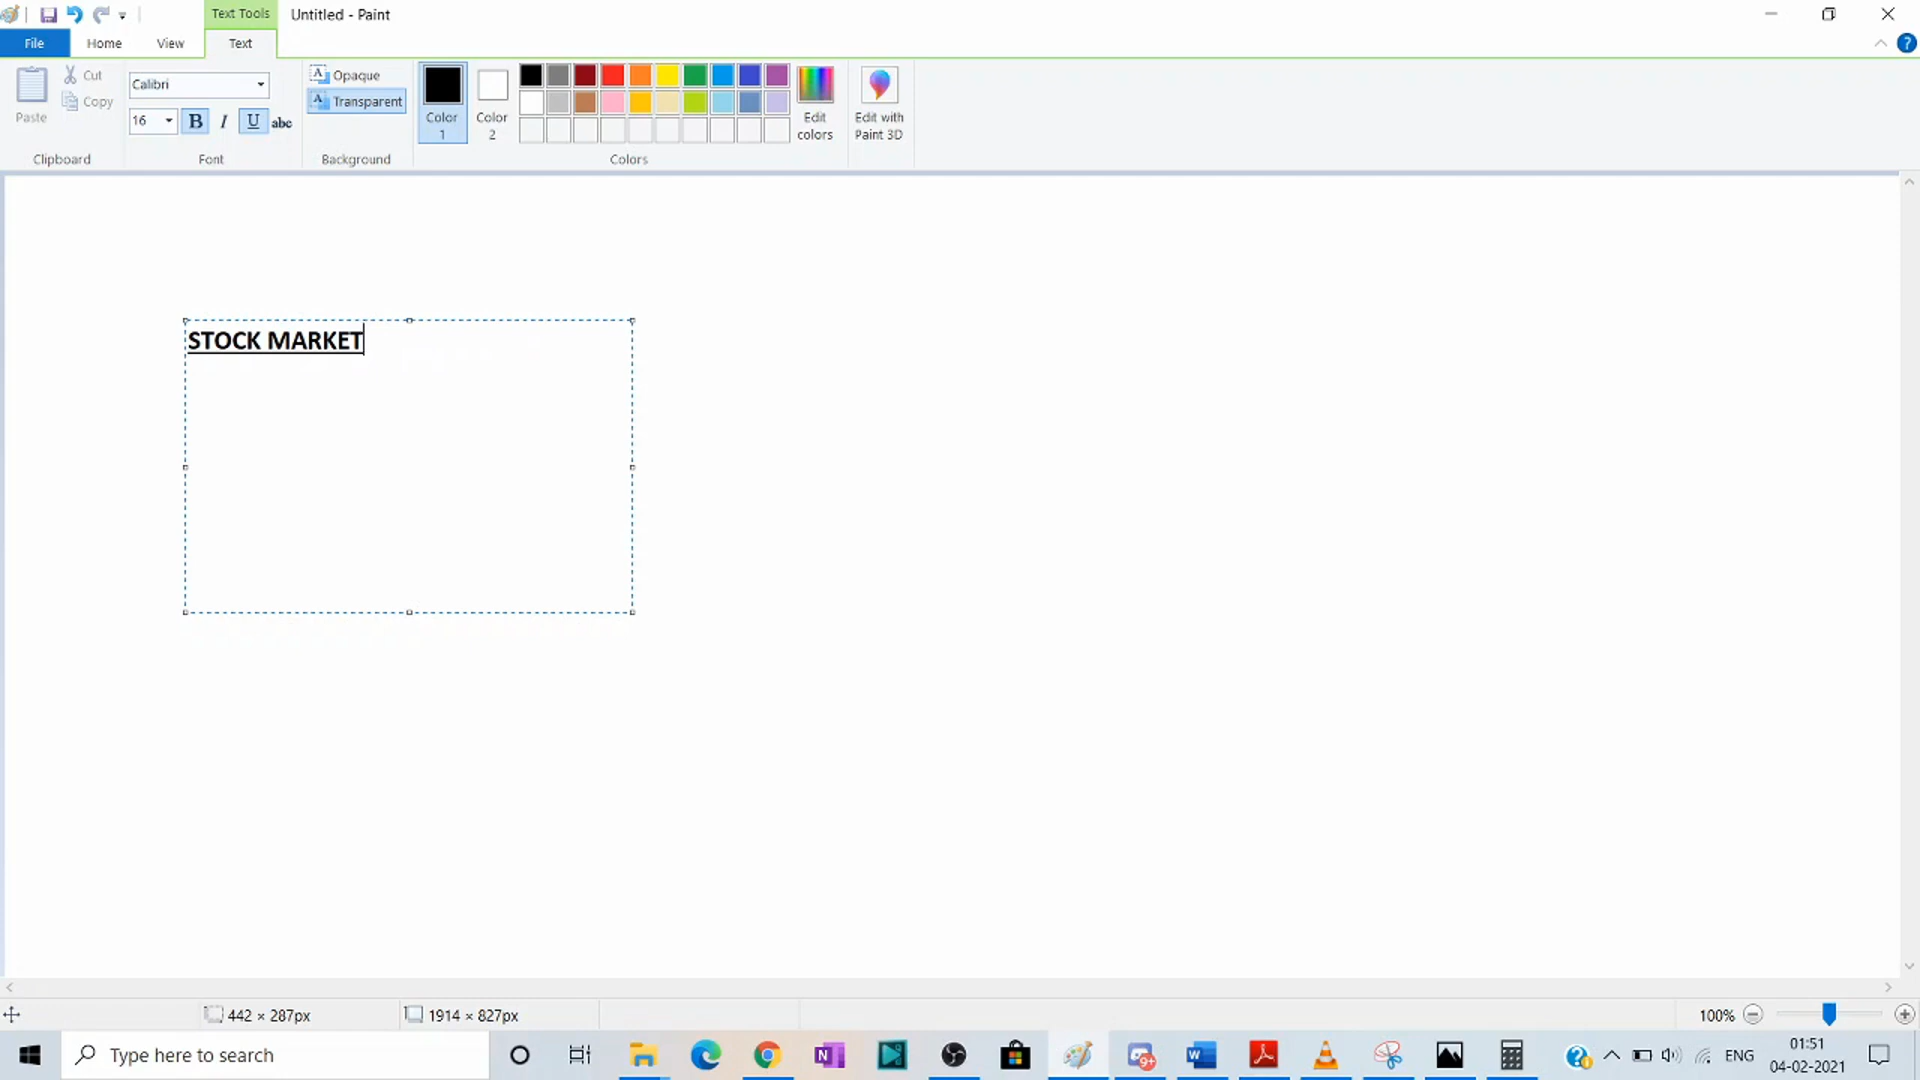 Text Tools
Untitled - Paint
File
Home
View
Text
Paste
Cut
Copy
Clipboard
Calibri
16
B
I
U
abc
Font
Opaque
Transparent
Background
Color
1
Color
2
Edit
colors
Colors
Edit with
Paint 3D
STOCK MARKET
442 × 287px
1914 × 827px
100%
Type here to search
9+
ENG
01:51
04-02-2021